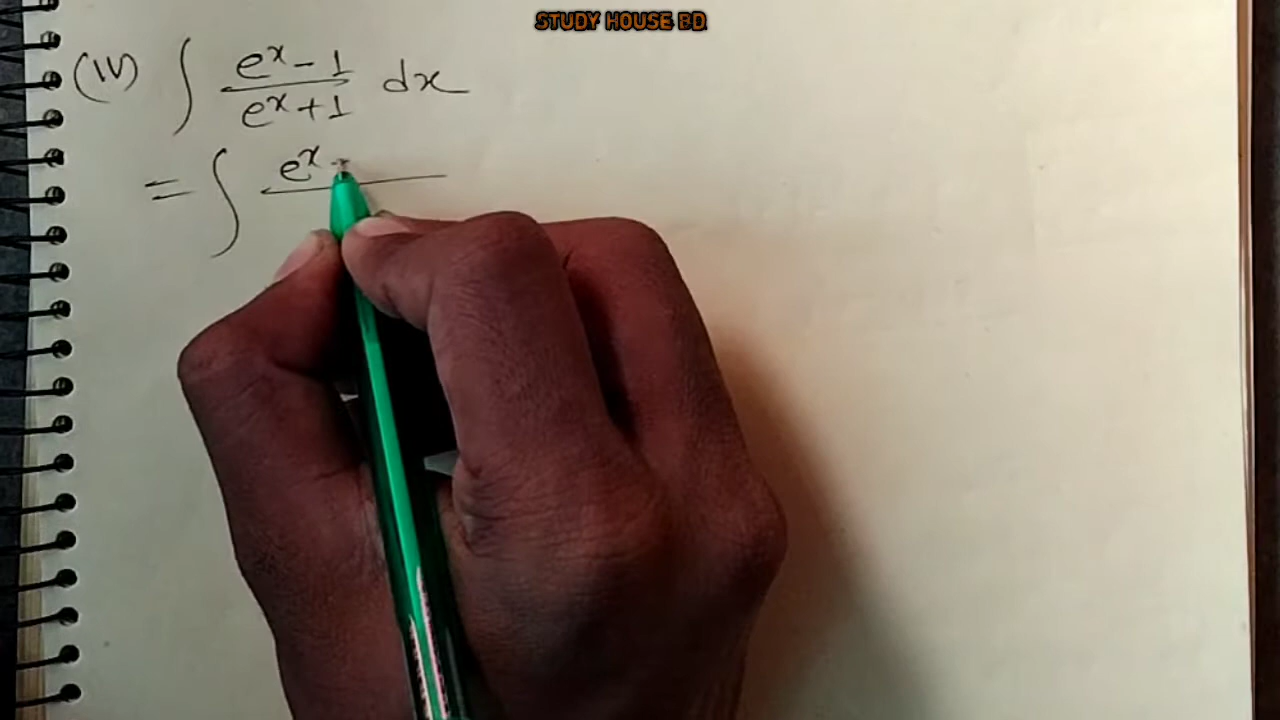 STUDY HOUSE BD
(IV) ∫ (e^x - 1)/(e^x + 1) dx
= ∫ e^x